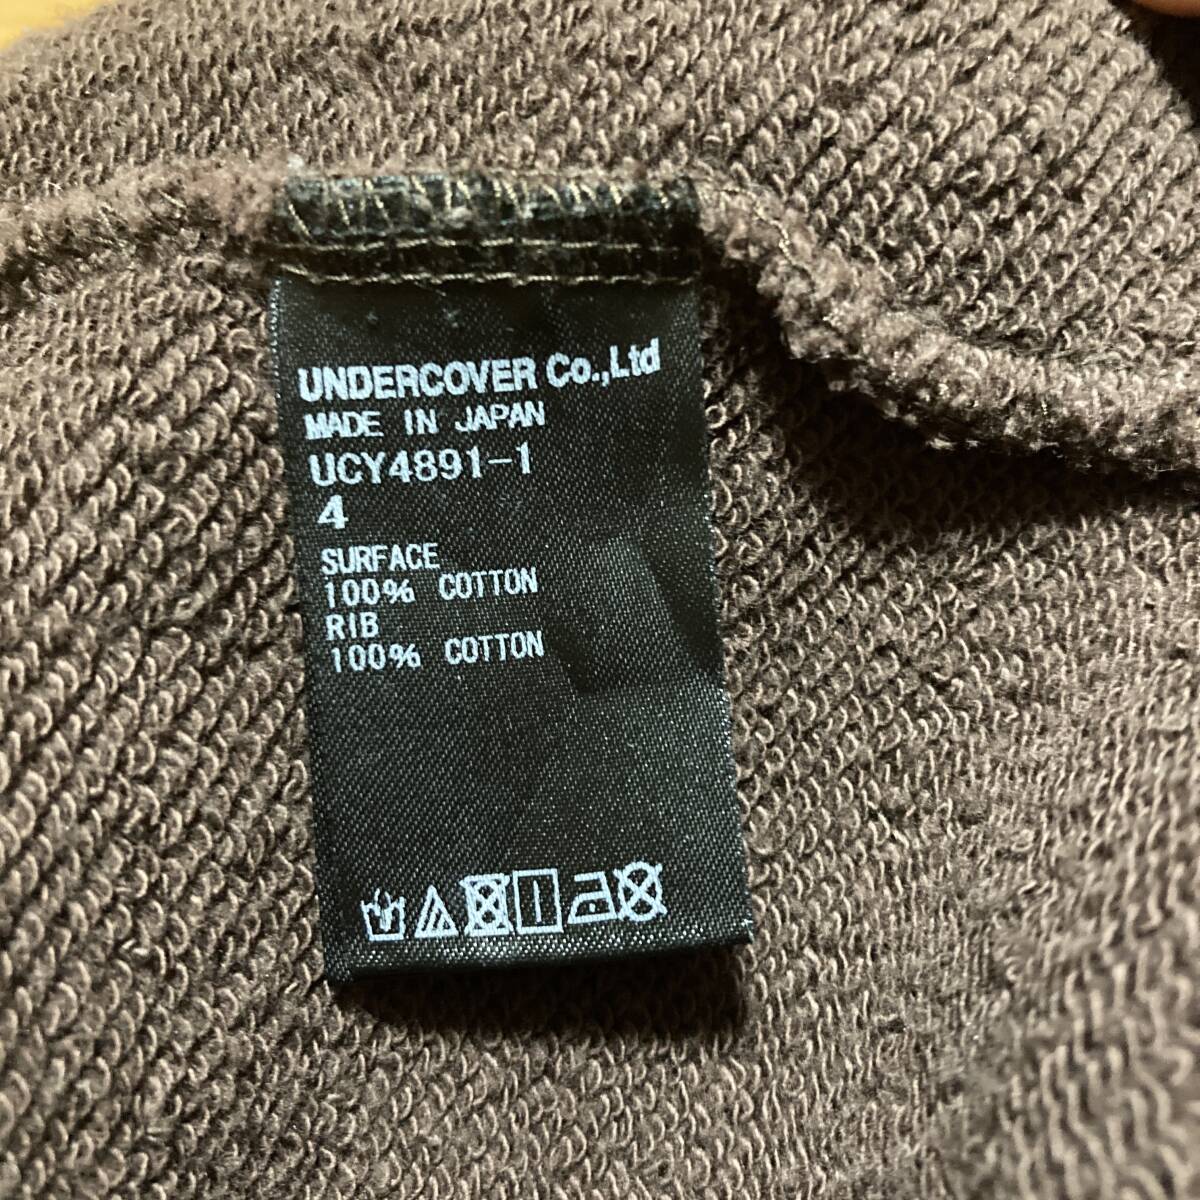 UNDERCOVER Co.,Ltd
MADE IN JAPAN
UCY4891-1
4
SURFACE
100% COTTON
RIB
100% COTTON